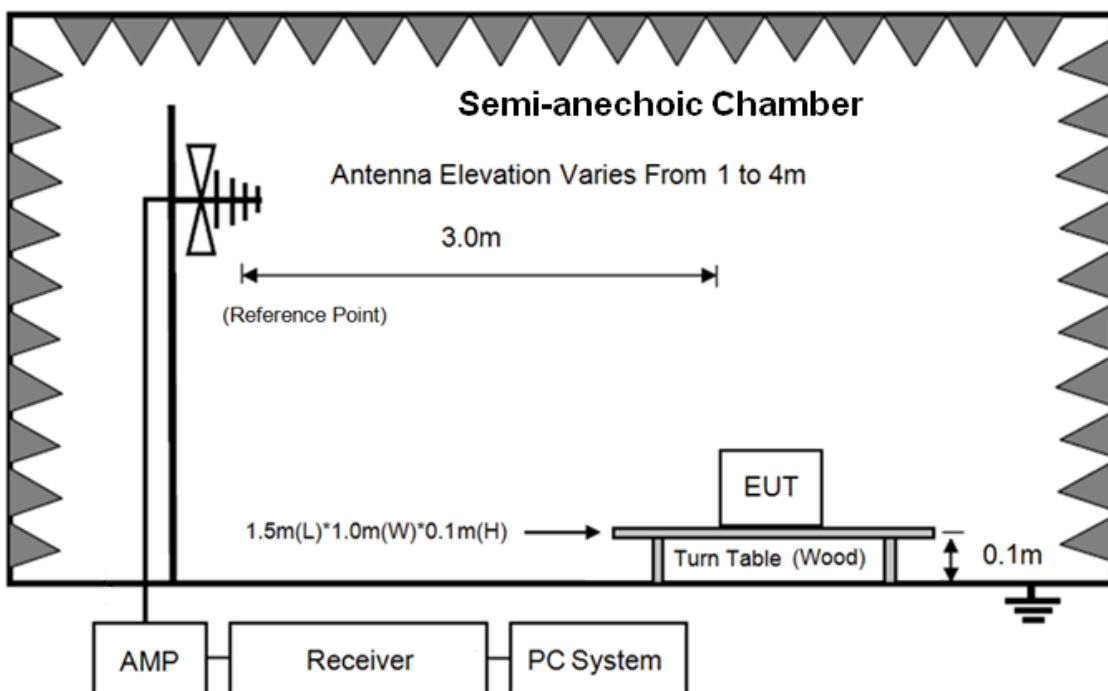 Semi-anechoic Chamber
Antenna Elevation Varies From 1 to 4m
3.0m
(Reference Point)
EUT
1.5m(L)*1.0m(W)*0.1m(H)
Turn Table (Wood)
0.1m
AMP
Receiver
PC System